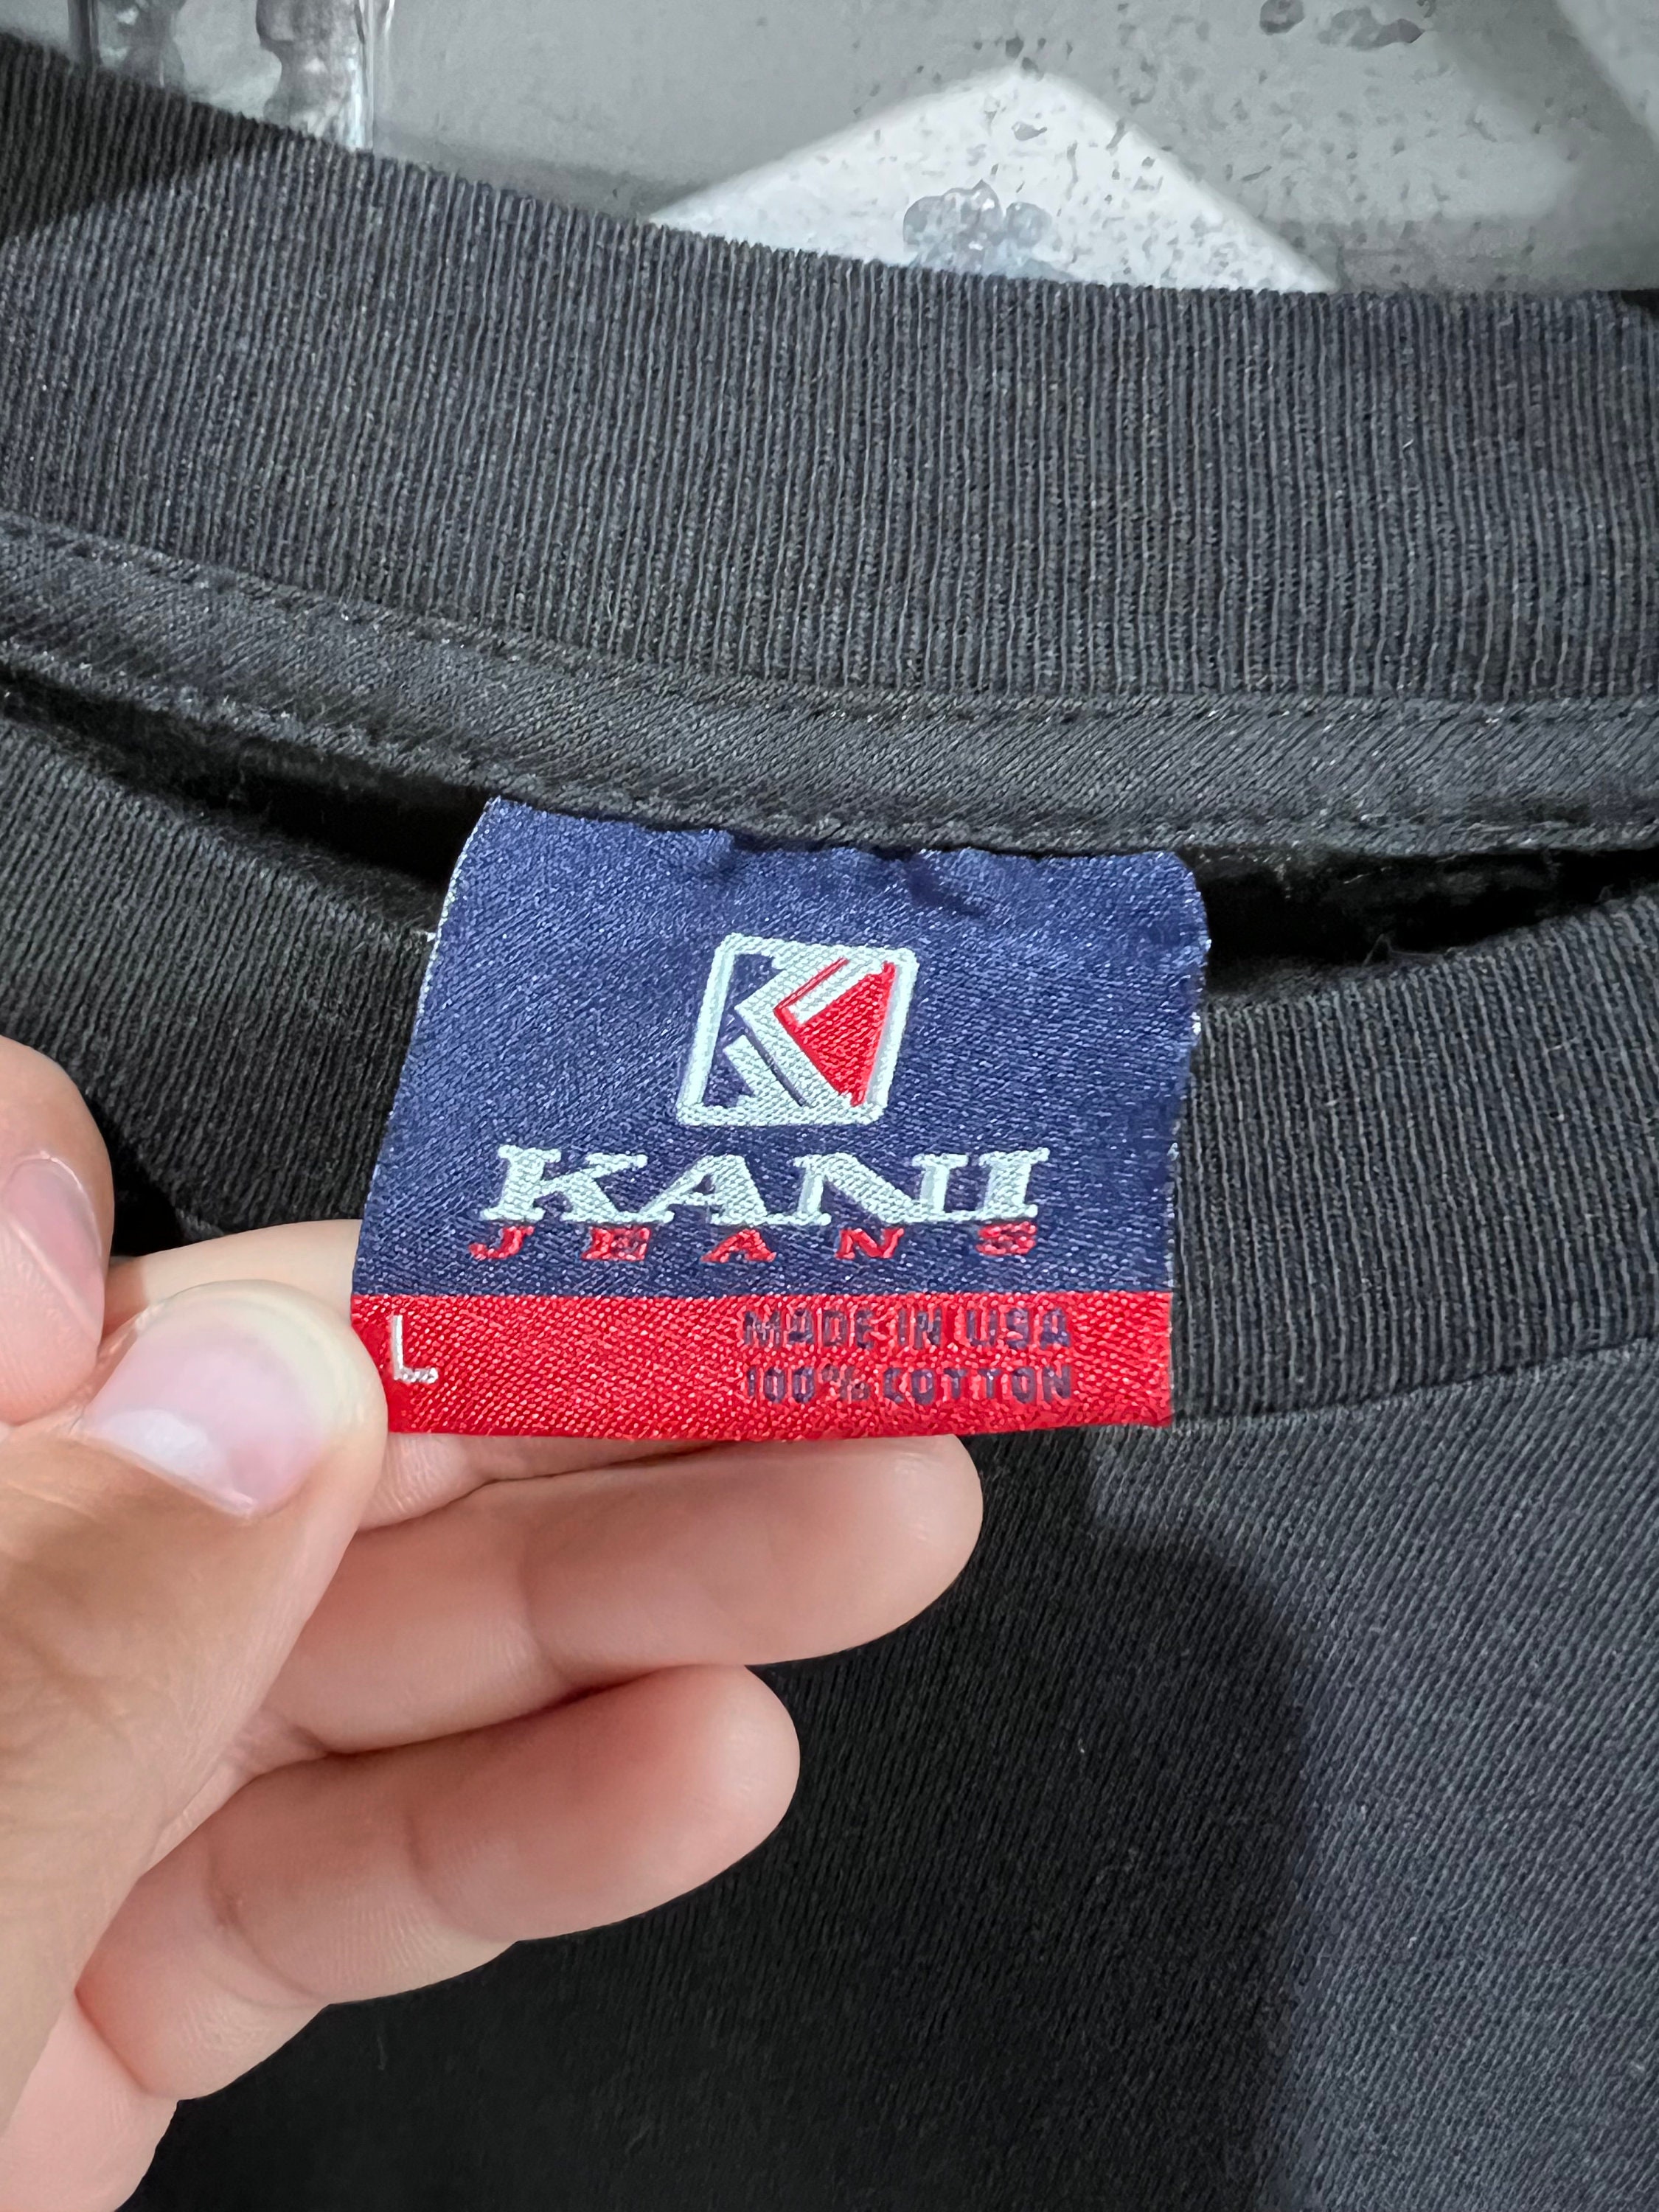 KANI
JEANS
L
MADE IN USA
100% COTTON